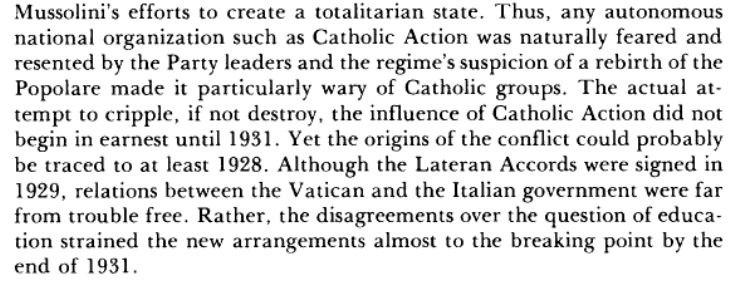 Mussolini's efforts to create a totalitarian state. Thus, any autonomous
national organization such as Catholic Action was naturally feared and
resented by the Party leaders and the regime's suspicion of a rebirth of the
Popolare made it particularly wary of Catholic groups. The actual at-
tempt to cripple, if not destroy, the influence of Catholic Action did not
begin in earnest until 1931. Yet the origins of the conflict could probably
be traced to at least 1928. Although the Lateran Accords were signed in
1929, relations between the Vatican and the Italian government were far
from trouble free. Rather, the disagreements over the question of educa-
tion strained the new arrangements almost to the breaking point by the
end of 1931.